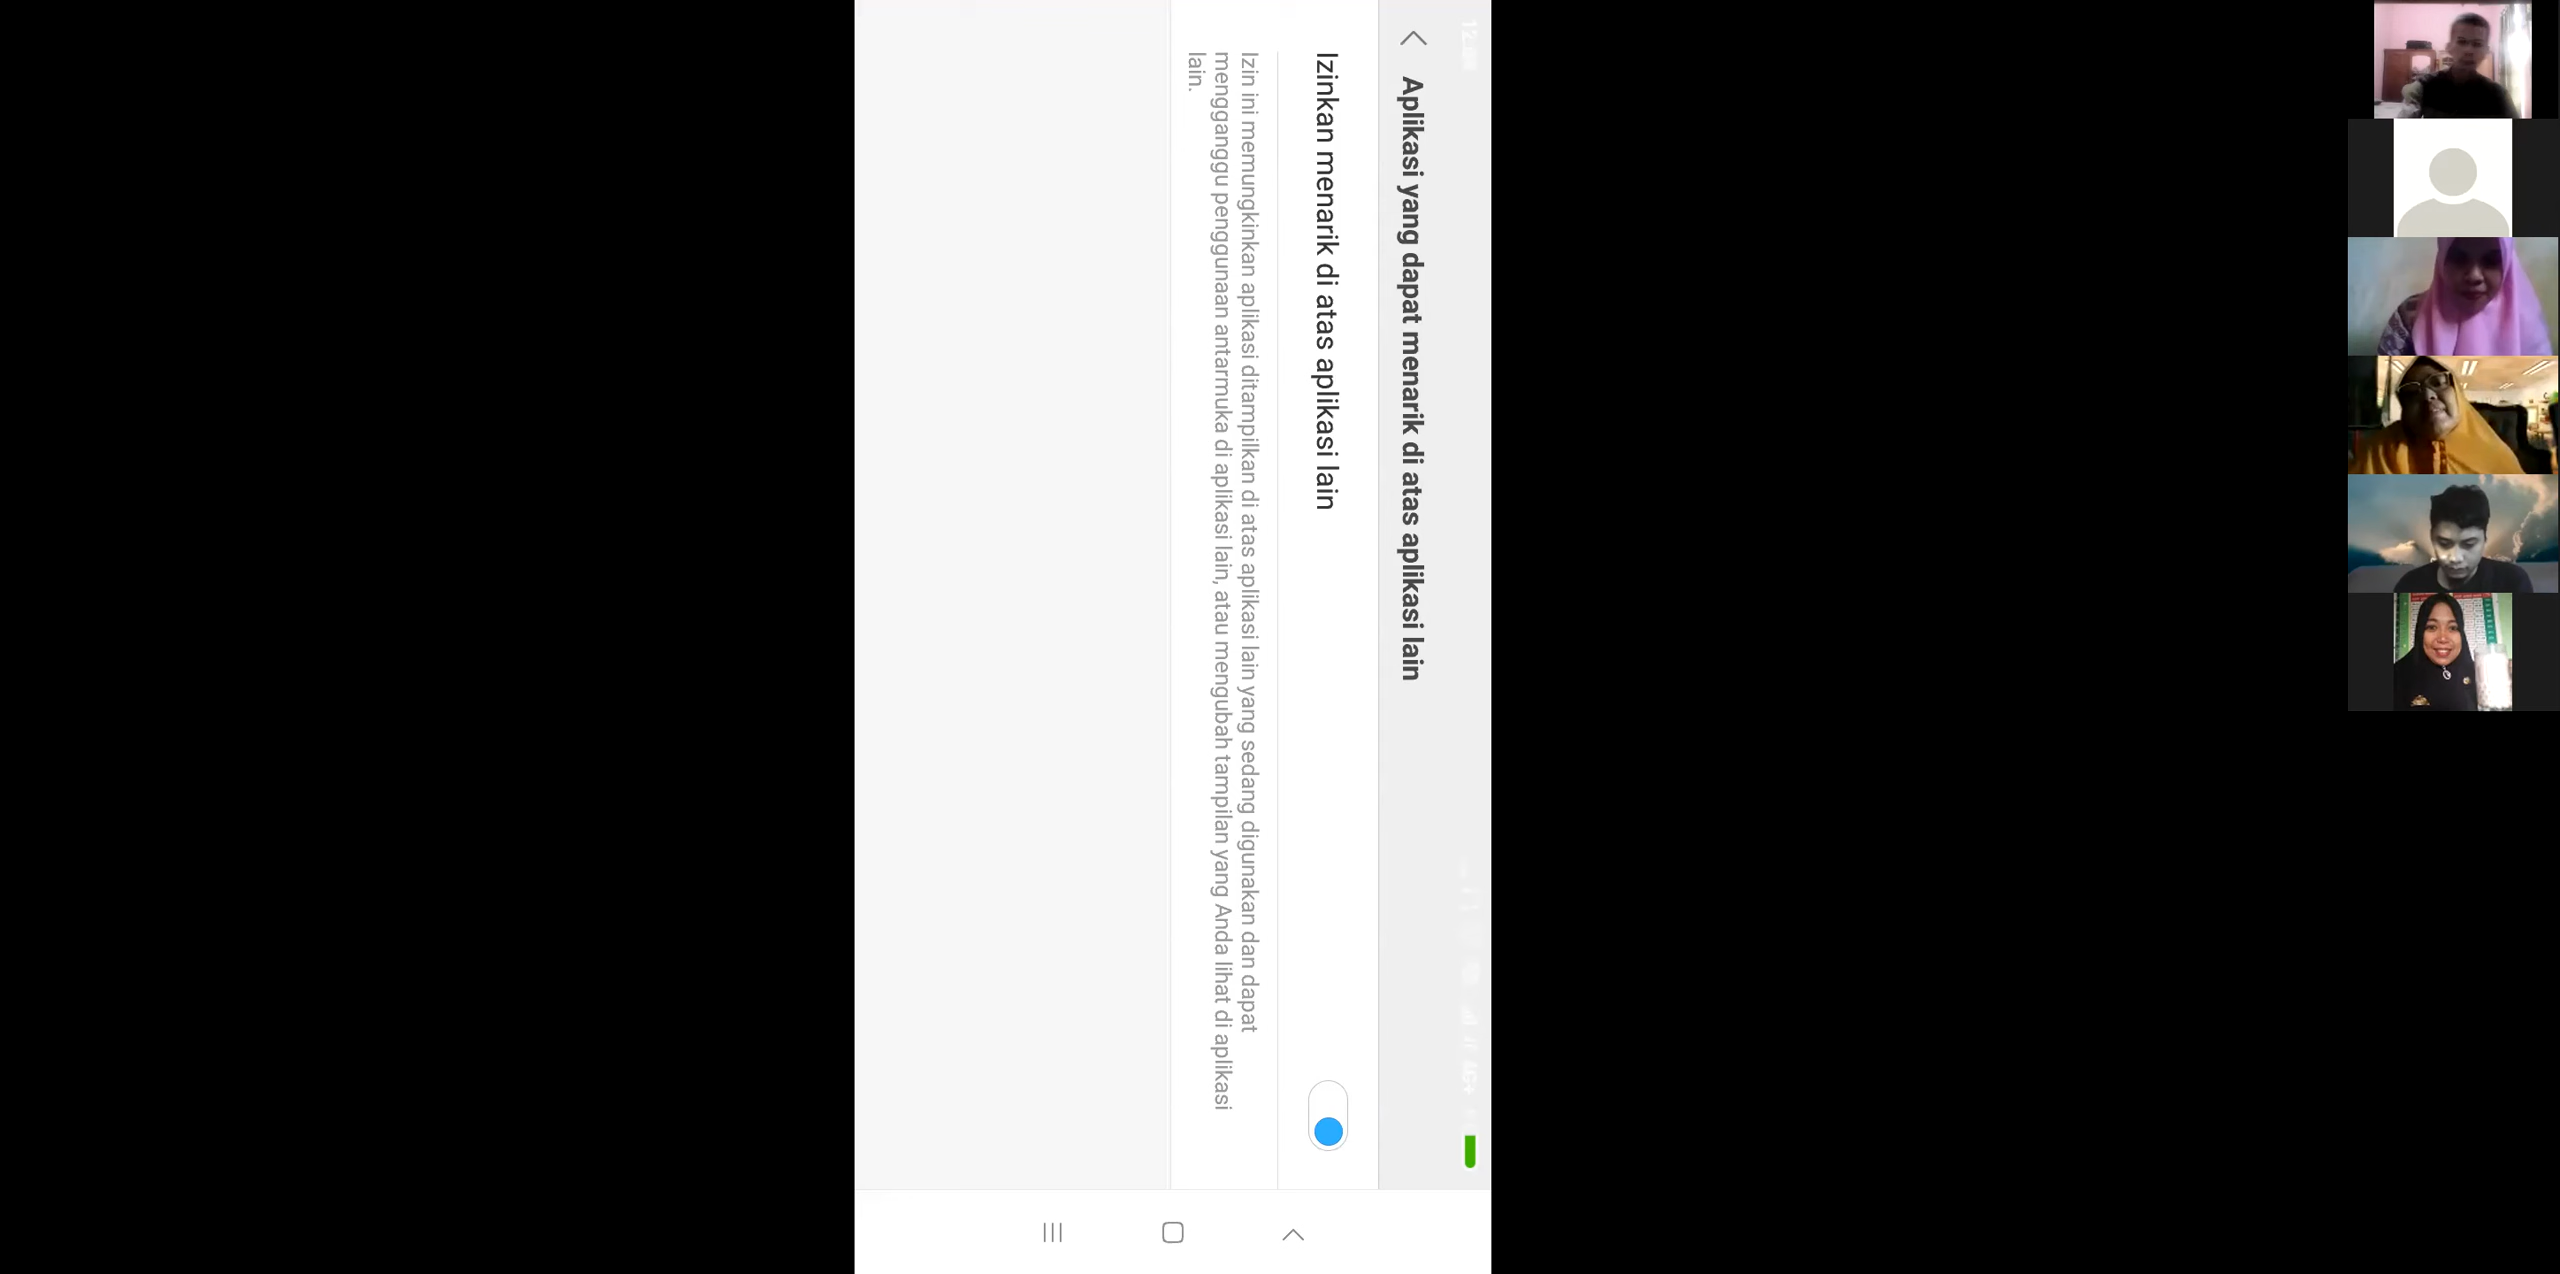 Aplikasi yang dapat menarik di atas aplikasi lain
Izinkan menarik di atas aplikasi lain
Izin ini memungkinkan aplikasi ditampilkan di atas aplikasi lain yang sedang digunakan dan dapat
mengganggu penggunaan antarmuka di aplikasi lain, atau mengubah tampilan yang Anda lihat di aplikasi
lain.